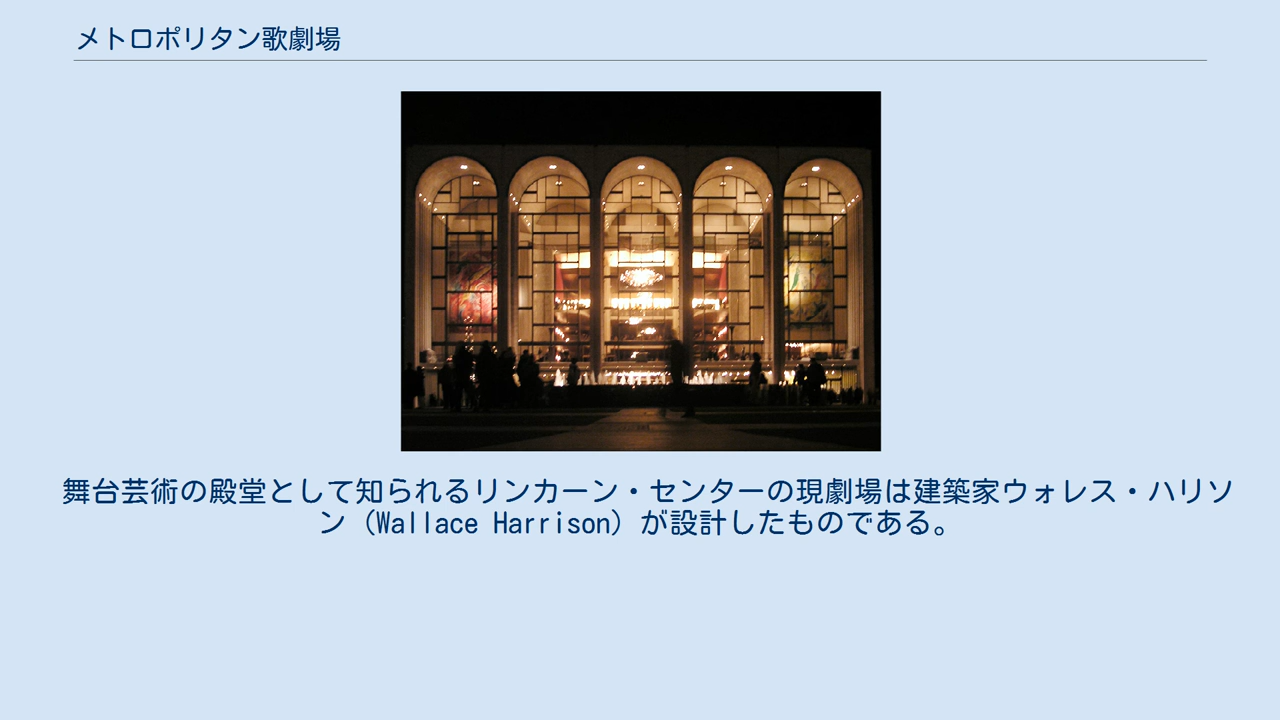 メトロポリタン歌劇場
舞台芸術の殿堂として知られるリンカーン・センターの現劇場は建築家ウォレス・ハリソ
ン（Wallace Harrison）が設計したものである。